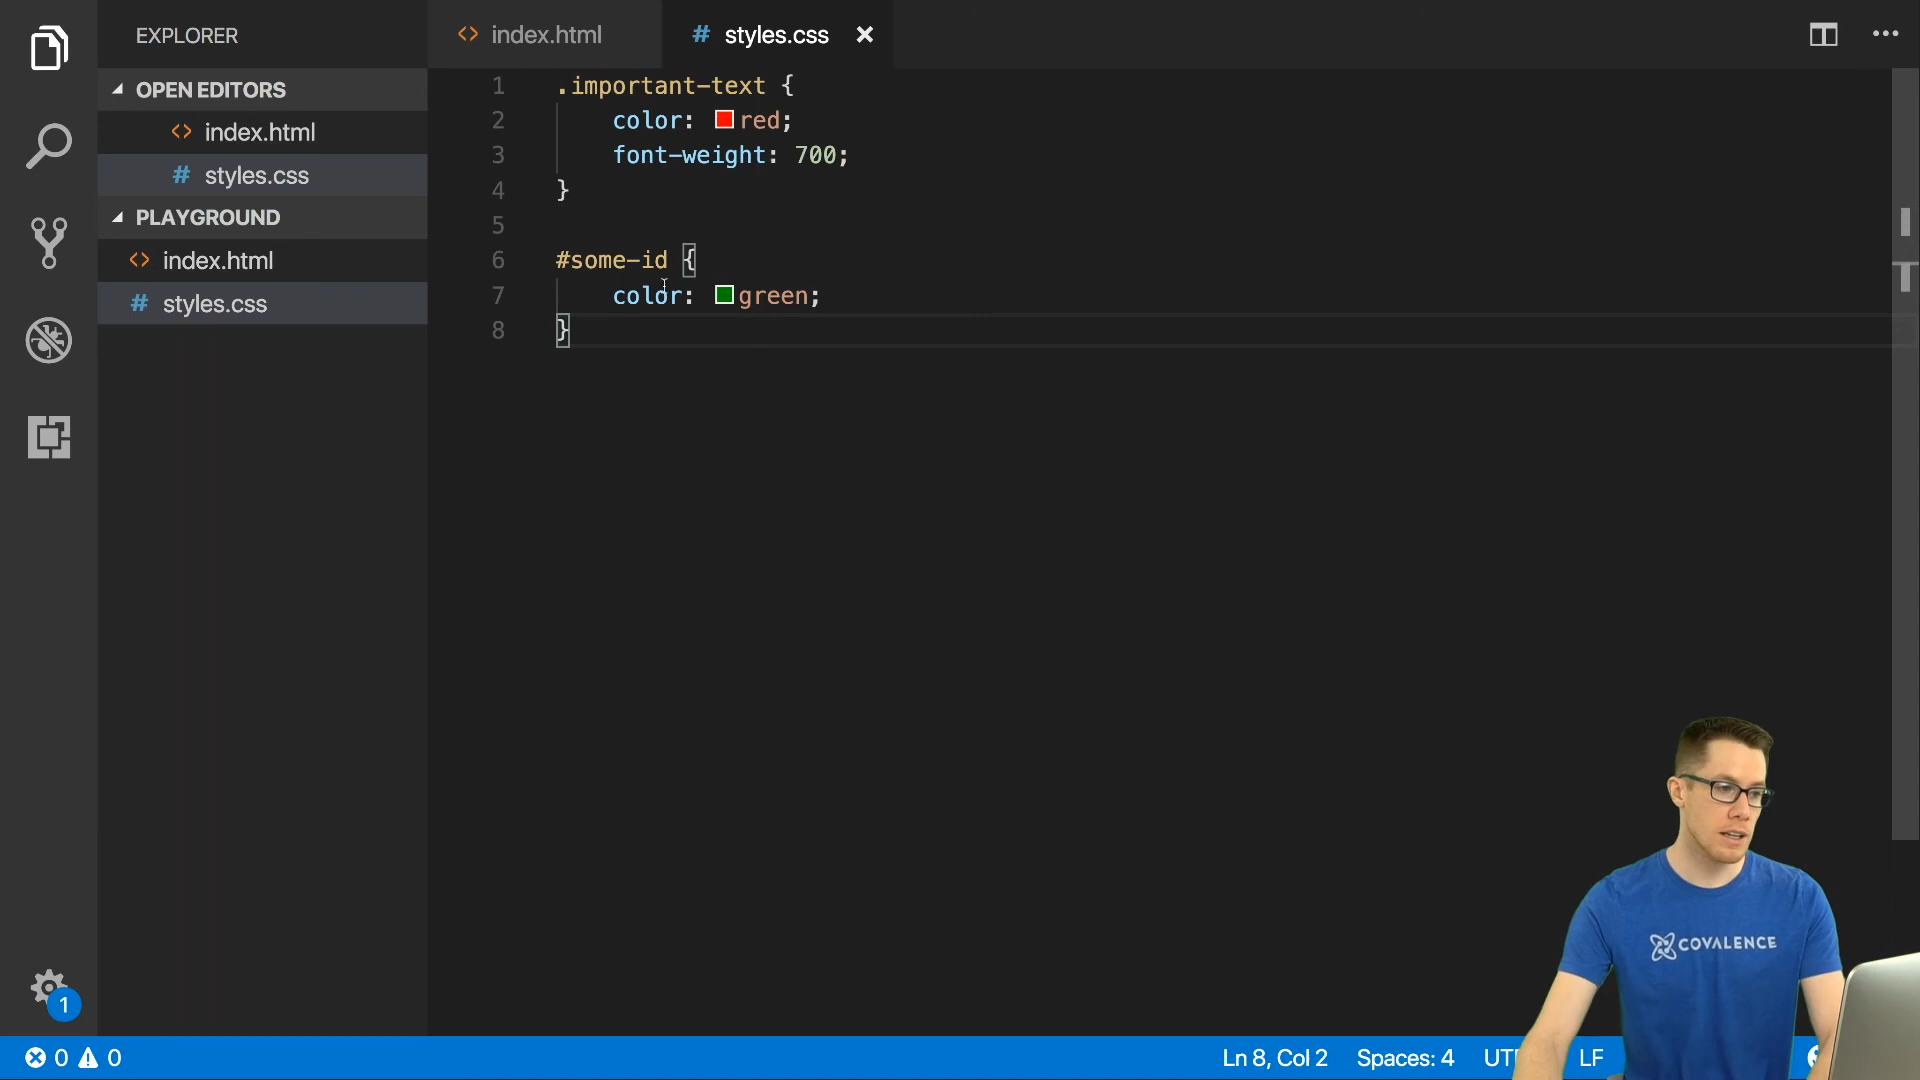 EXPLORER
OPEN EDITORS
<> index.html
# styles.css
PLAYGROUND
<> index.html
# styles.css
1
<> index.html
# styles.css
1 .important-text {
2 color: red;
3 font-weight: 700;
4 }
5
6 #some-id {
7 color: green;
8 }
COVALENCE
0 0
Ln 8, Col 2 Spaces: 4 LF